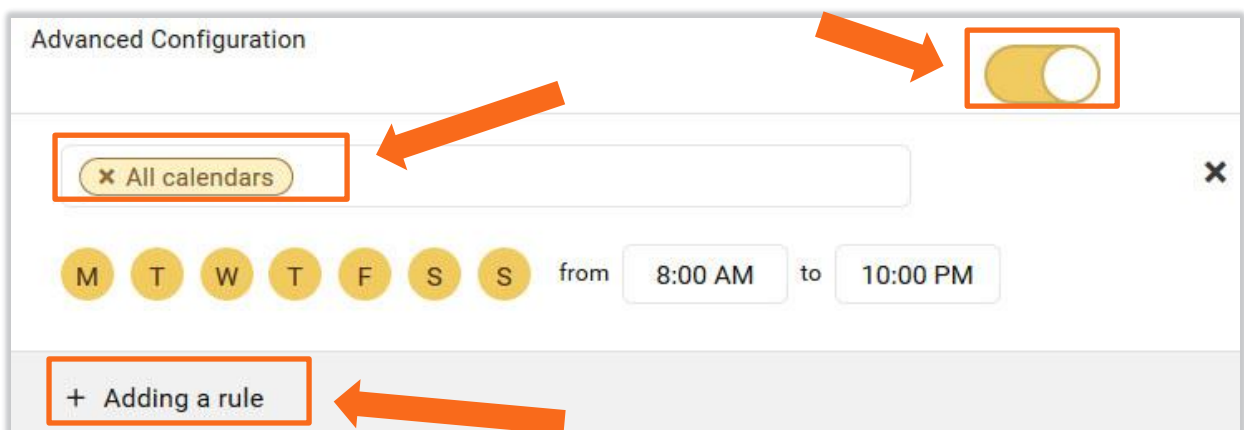 Advanced Configuration
× All calendars
×
M T W T F S S from 8:00 AM to 10:00 PM
+ Adding a rule